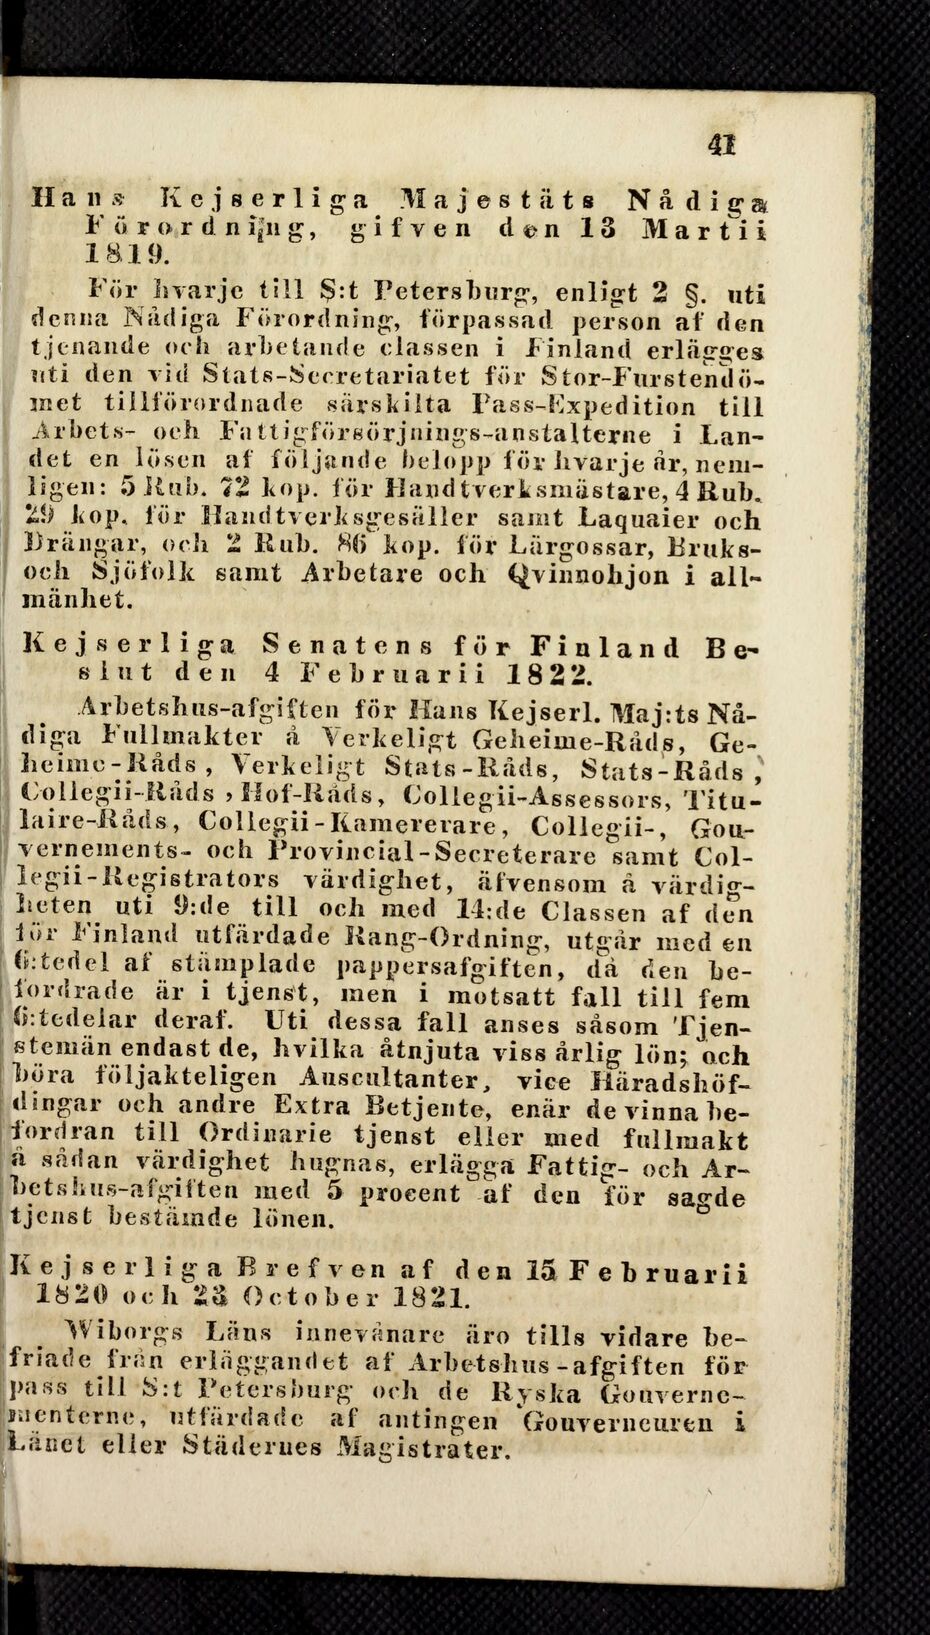 41
Hans Kejserliga Majestäts Nådiga
Förordning, gifven den 13 Martii
1819.
För hvarje till S:t Petersburg, enligt 2 §. uti
denna Nådiga Förordning, förpassad person af den
tjenande och arbetande classen i Finland erlägges
uti den vid Stats-Secretariatet för Stor-Furstendö-
met tillförordnade särskilta Pass-Expedition till
Arbets- och Fattigförsörjnings-anstalterne i Lan-
det en lösen af följande belopp för hvarje år, nem-
ligen: 5 Rub. 72 kop. för Handtverksmästare, 4 Rub.
29 kop. för Handtverksgesäller samt Laquaier och
Drängar, och 2 Rub. 86 kop. för Lärgossar, Bruks-
och Sjöfolk samt Arbetare och Qvinnohjon i all-
mänhet.
Kejserliga Senatens för Finland Be-
slut den 4 Februarii 1822.
Arbetshus-afgiften för Hans Kejserl. Maj:ts Nå-
diga Fullmakter å Verkeligt Geheime-Råds, Ge-
heime-Råds, Verkeligt Stats-Råds, Stats-Råds,
Collegii-Råds, Hof-Råds, Collegii-Assessors, Titu-
laire-Råds, Collegii-Kamererare, Collegii-, Gou-
vernements- och Provincial-Secreterare samt Col-
legii-Registrators värdighet, äfvensom å värdig-
heten uti 9:de till och med 14:de Classen af den
för Finland utfärdade Rang-Ordning, utgår med en
6:tedel af stämplade pappersafgiften, då den be-
fordrade är i tjenst, men i motsatt fall till fem
6:tedelar deraf. Uti dessa fall anses såsom Tjen-
stemän endast de, hvilka åtnjuta viss årlig lön; och
böra följakteligen Auscultanter, vice Häradshöf-
dingar och andre Extra Betjente, enär de vinna be-
fordran till Ordinarie tjenst eller med fullmakt
å sådan värdighet hugnas, erlägga Fattig- och Ar-
betshus-afgiften med 5 procent af den för sagde
tjenst bestämde lönen.
Kejserliga Brefven af den 15 Februarii
1820 och 23 October 1821.
Wiborgs Läns innevånare äro tills vidare be-
friade från erläggandet af Arbetshus-afgiften för
pass till S:t Petersburg och de Ryska Gouverne-
menterne, utfärdade af antingen Gouverneuren i
Länet eller Städernes Magistrater.